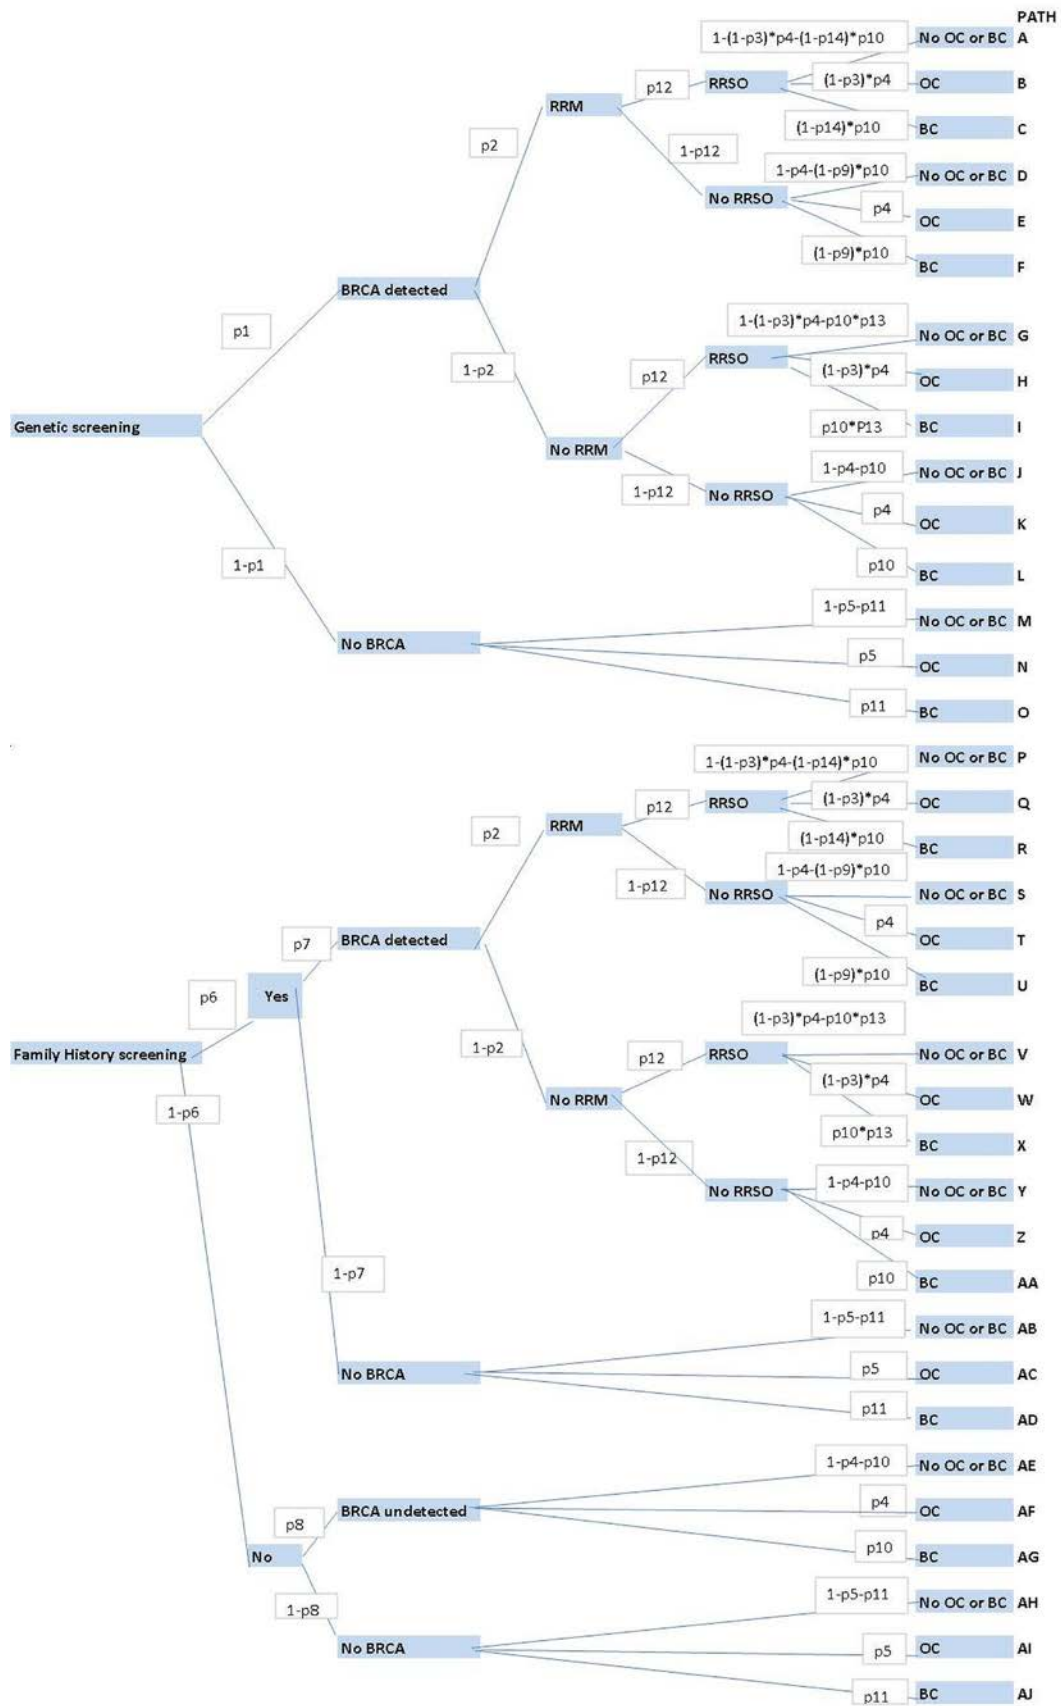 PATH
1-(1-p3)*p4-(1-p14)*p10
No OC or BC A
p12
RRSO
(1-p3)*p4
OC B
RRM
(1-p14)*p10
BC C
p2
1-p12
1-p4-(1-p9)*p10
No OC or BC D
No RRSO
p4
OC E
(1-p9)*p10
BC F
BRCA detected
p1
1-(1-p3)*p4-p10*p13
No OC or BC G
1-p2
p12
RRSO
(1-p3)*p4
OC H
Genetic screening
p10*P13
BC I
No RRM
1-p12
1-p4-p10
No OC or BC J
No RRSO
p4
OC K
1-p1
p10
BC L
1-p5-p11
No OC or BC M
No BRCA
p5
OC N
p11
BC O
1-(1-p3)*p4-(1-p14)*p10
No OC or BC P
p12
RRSO
(1-p3)*p4
OC Q
RRM
p2
(1-p14)*p10
BC R
1-p12
1-p4-(1-p9)*p10
No RRSO
No OC or BC S
p4
OC T
p7
BRCA detected
(1-p9)*p10
BC U
p6
Yes
(1-p3)*p4-p10*p13
Family History screening
1-p2
p12
RRSO
No OC or BC V
(1-p3)*p4
OC W
No RRM
1-p6
p10*p13
BC X
1-p12
1-p4-p10
No RRSO
No OC or BC Y
p4
OC Z
1-p7
p10
BC AA
1-p5-p11
No OC or BC AB
No BRCA
p5
OC AC
p11
BC AD
1-p4-p10
No OC or BC AE
p8
BRCA undetected
p4
OC AF
No
p10
BC AG
1-p8
1-p5-p11
No OC or BC AH
No BRCA
p5
OC AI
p11
BC AJ